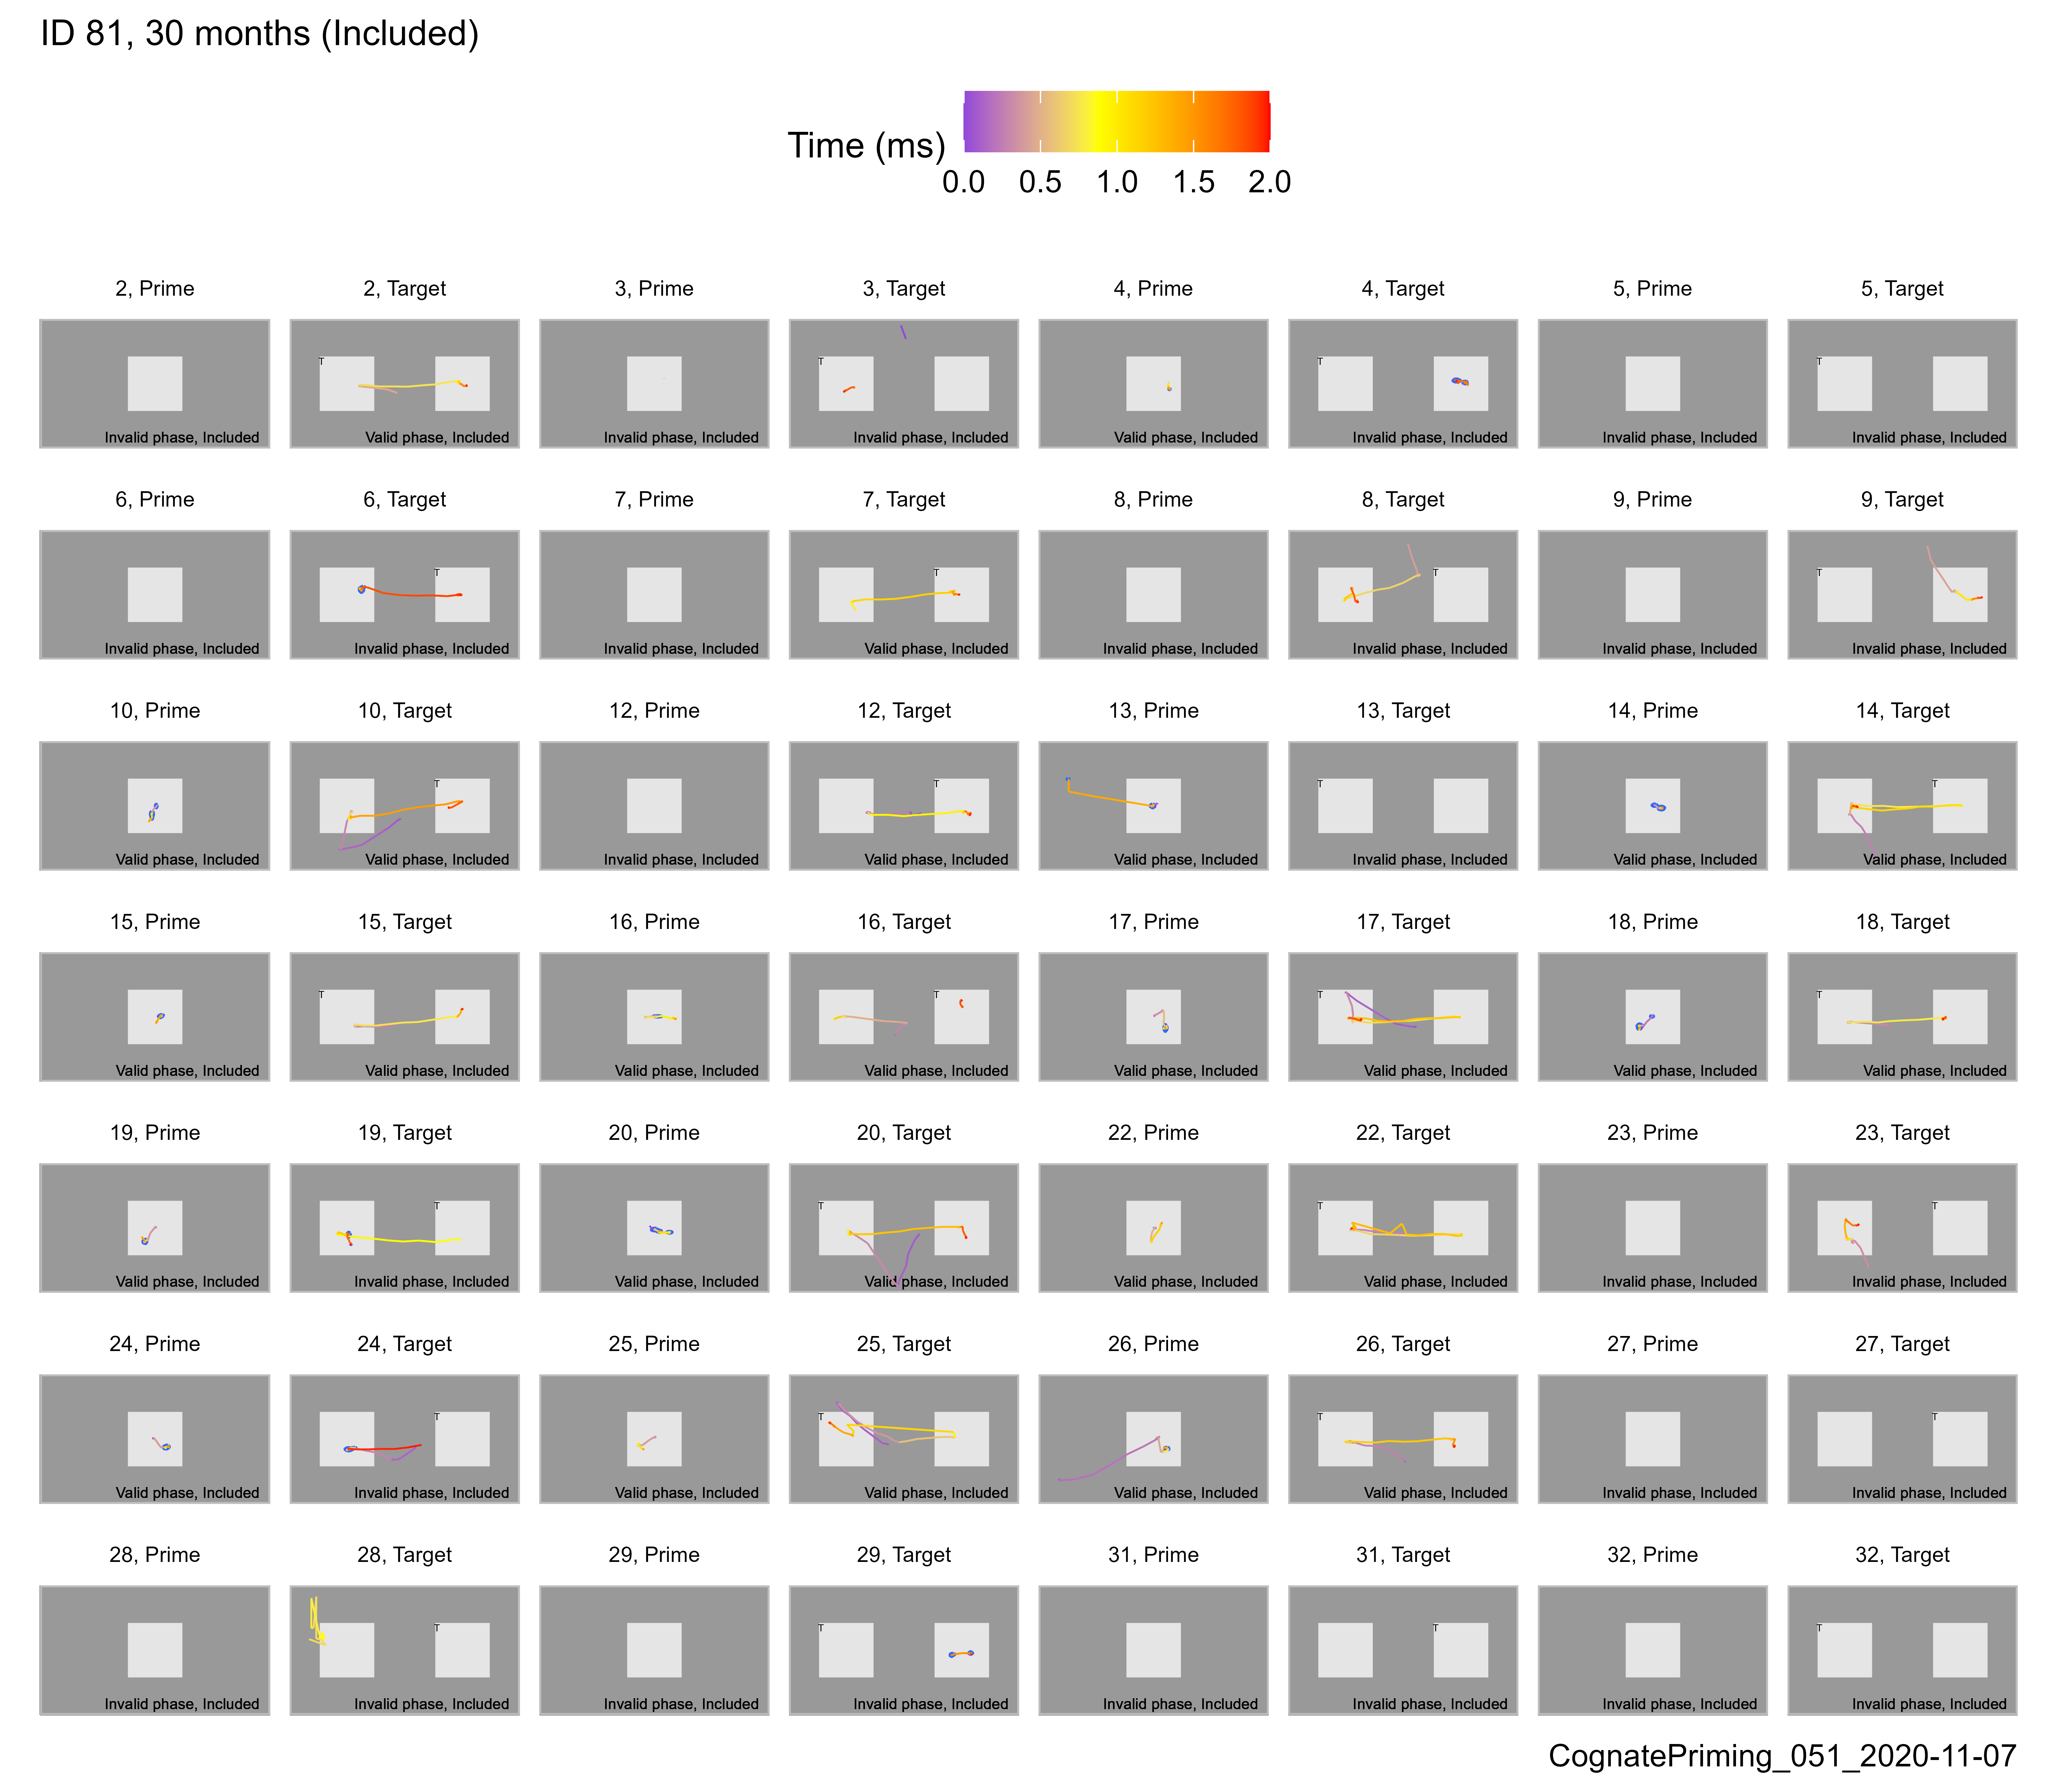 ID 81, 30 months (Included)
Time (ms)
0.0 0.5 1.0 1.5 2.0
2, Prime 2, Target 3, Prime 3, Target 4, Prime 4, Target 5, Prime 5, Target
T T T T
Invalid phase, Included Valid phase, Included Invalid phase, Included Invalid phase, Included Valid phase, Included Invalid phase, Included Invalid phase, Included Invalid phase, Included
6, Prime 6, Target 7, Prime 7, Target 8, Prime 8, Target 9, Prime 9, Target
T T T T
Invalid phase, Included Invalid phase, Included Invalid phase, Included Valid phase, Included Invalid phase, Included Invalid phase, Included Invalid phase, Included Invalid phase, Included
10, Prime 10, Target 12, Prime 12, Target 13, Prime 13, Target 14, Prime 14, Target
T T T T
Valid phase, Included Valid phase, Included Invalid phase, Included Valid phase, Included Valid phase, Included Invalid phase, Included Valid phase, Included Valid phase, Included
15, Prime 15, Target 16, Prime 16, Target 17, Prime 17, Target 18, Prime 18, Target
T T T T
Valid phase, Included Valid phase, Included Valid phase, Included Valid phase, Included Valid phase, Included Valid phase, Included Valid phase, Included Valid phase, Included
19, Prime 19, Target 20, Prime 20, Target 22, Prime 22, Target 23, Prime 23, Target
T T T T
Valid phase, Included Invalid phase, Included Valid phase, Included Valid phase, Included Valid phase, Included Valid phase, Included Invalid phase, Included Invalid phase, Included
24, Prime 24, Target 25, Prime 25, Target 26, Prime 26, Target 27, Prime 27, Target
T T T T
Valid phase, Included Invalid phase, Included Valid phase, Included Valid phase, Included Valid phase, Included Valid phase, Included Invalid phase, Included Invalid phase, Included
28, Prime 28, Target 29, Prime 29, Target 31, Prime 31, Target 32, Prime 32, Target
T T T T
Invalid phase, Included Invalid phase, Included Invalid phase, Included Invalid phase, Included Invalid phase, Included Invalid phase, Included Invalid phase, Included Invalid phase, Included
CognatePriming_051_2020-11-07